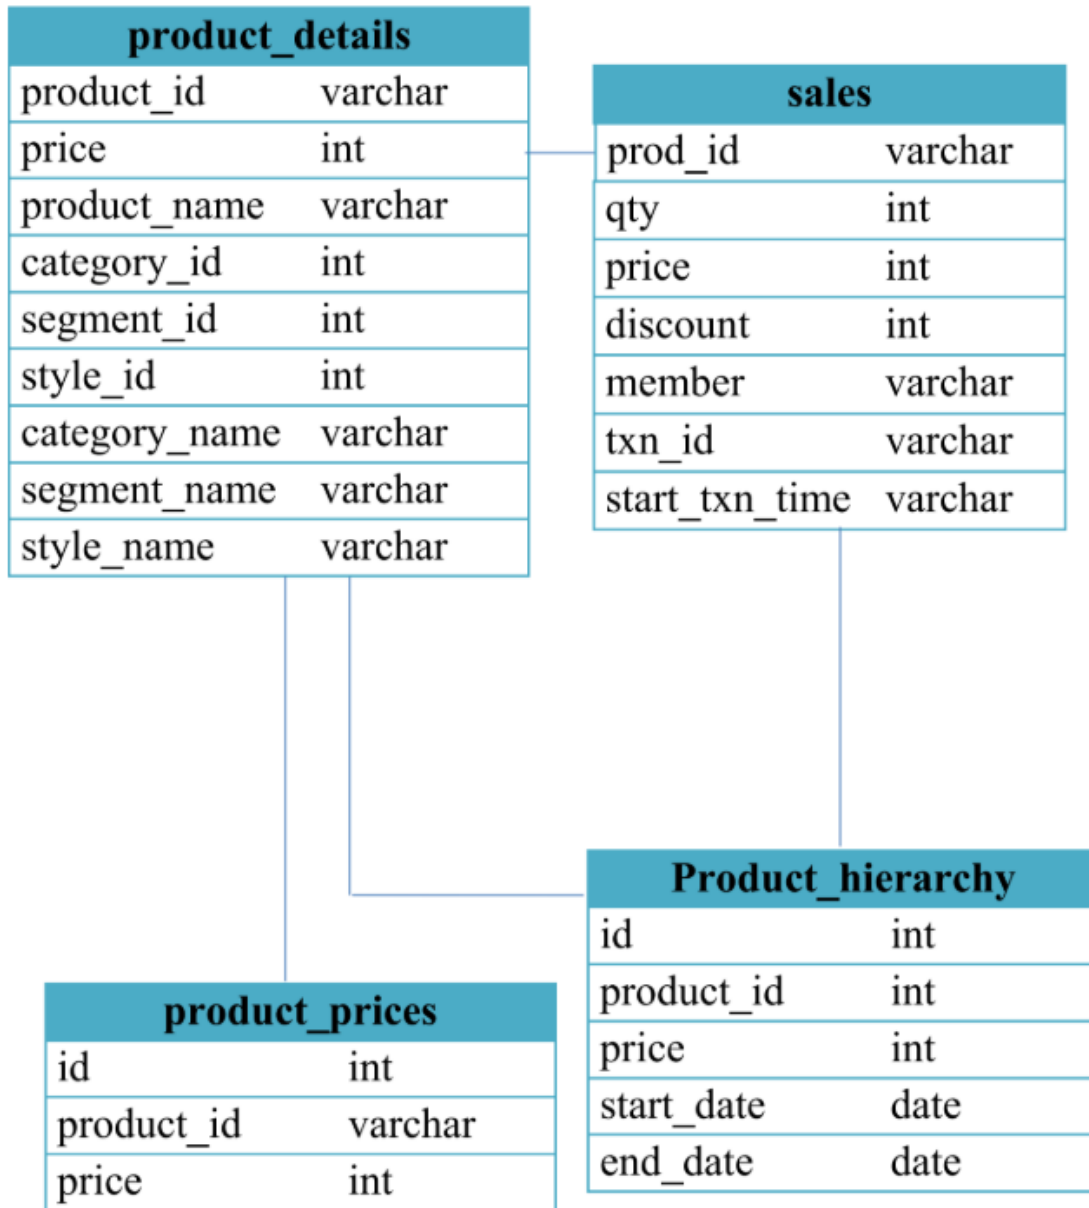 product_details
product_id varchar
price int
product_name varchar
category_id int
segment_id int
style_id int
category_name varchar
segment_name varchar
style_name varchar
sales
prod_id varchar
qty int
price int
discount int
member varchar
txn_id varchar
start_txn_time varchar
product_prices
id int
product_id varchar
price int
Product_hierarchy
id int
product_id int
price int
start_date date
end_date date